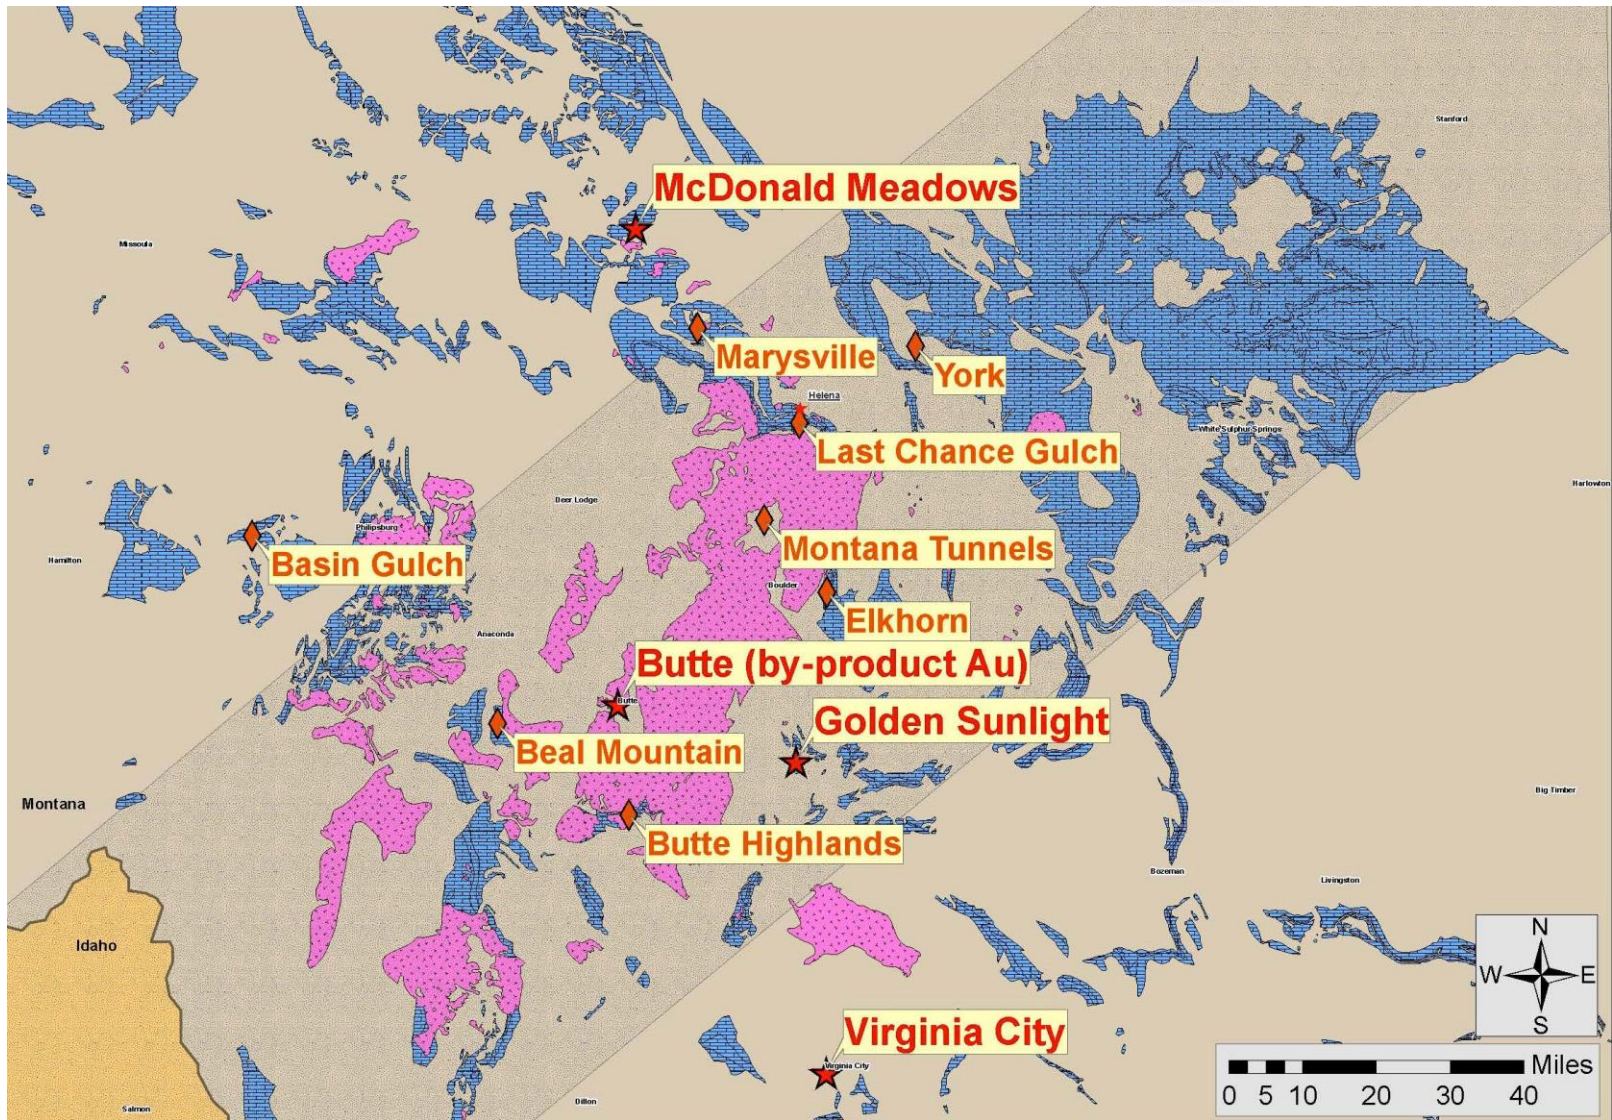 Stanford
McDonald Meadows
Missoula
Marysville
York
Helena
White Sulphur Springs
Last Chance Gulch
Harlowton
Deer Lodge
Philipsburg
Montana Tunnels
Hamilton
Basin Gulch
Boulder
Elkhorn
Anaconda
Butte (by-product Au)
Butte
Golden Sunlight
Beal Mountain
Big Timber
Montana
Butte Highlands
Bozeman
Livingston
Idaho
N
W E
S
Virginia City
Virginia City
Miles
0 5 10 20 30 40
Salmon
Dillon